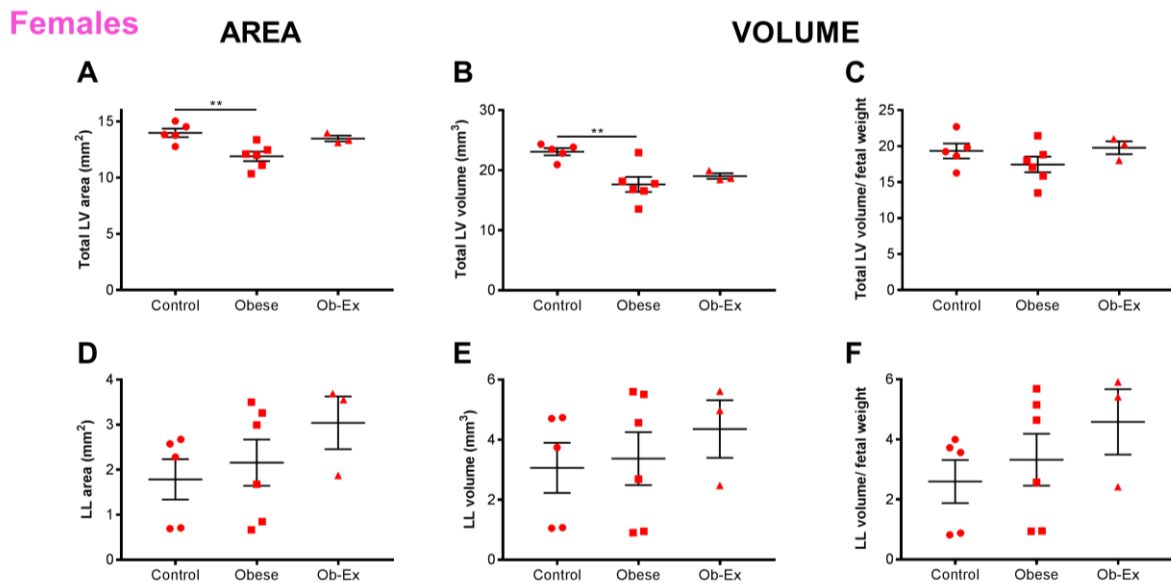 Females
AREA
VOLUME
A
**
Total LV area (mm²)
15
10
5
0
Control
Obese
Ob-Ex
B
**
Total LV volume (mm³)
30
20
10
0
Control
Obese
Ob-Ex
C
Total LV volume/ fetal weight
25
20
15
10
5
0
Control
Obese
Ob-Ex
D
LL area (mm²)
4
3
2
1
0
Control
Obese
Ob-Ex
E
LL volume (mm³)
6
4
2
0
Control
Obese
Ob-Ex
F
LL volume/ fetal weight
6
4
2
0
Control
Obese
Ob-Ex